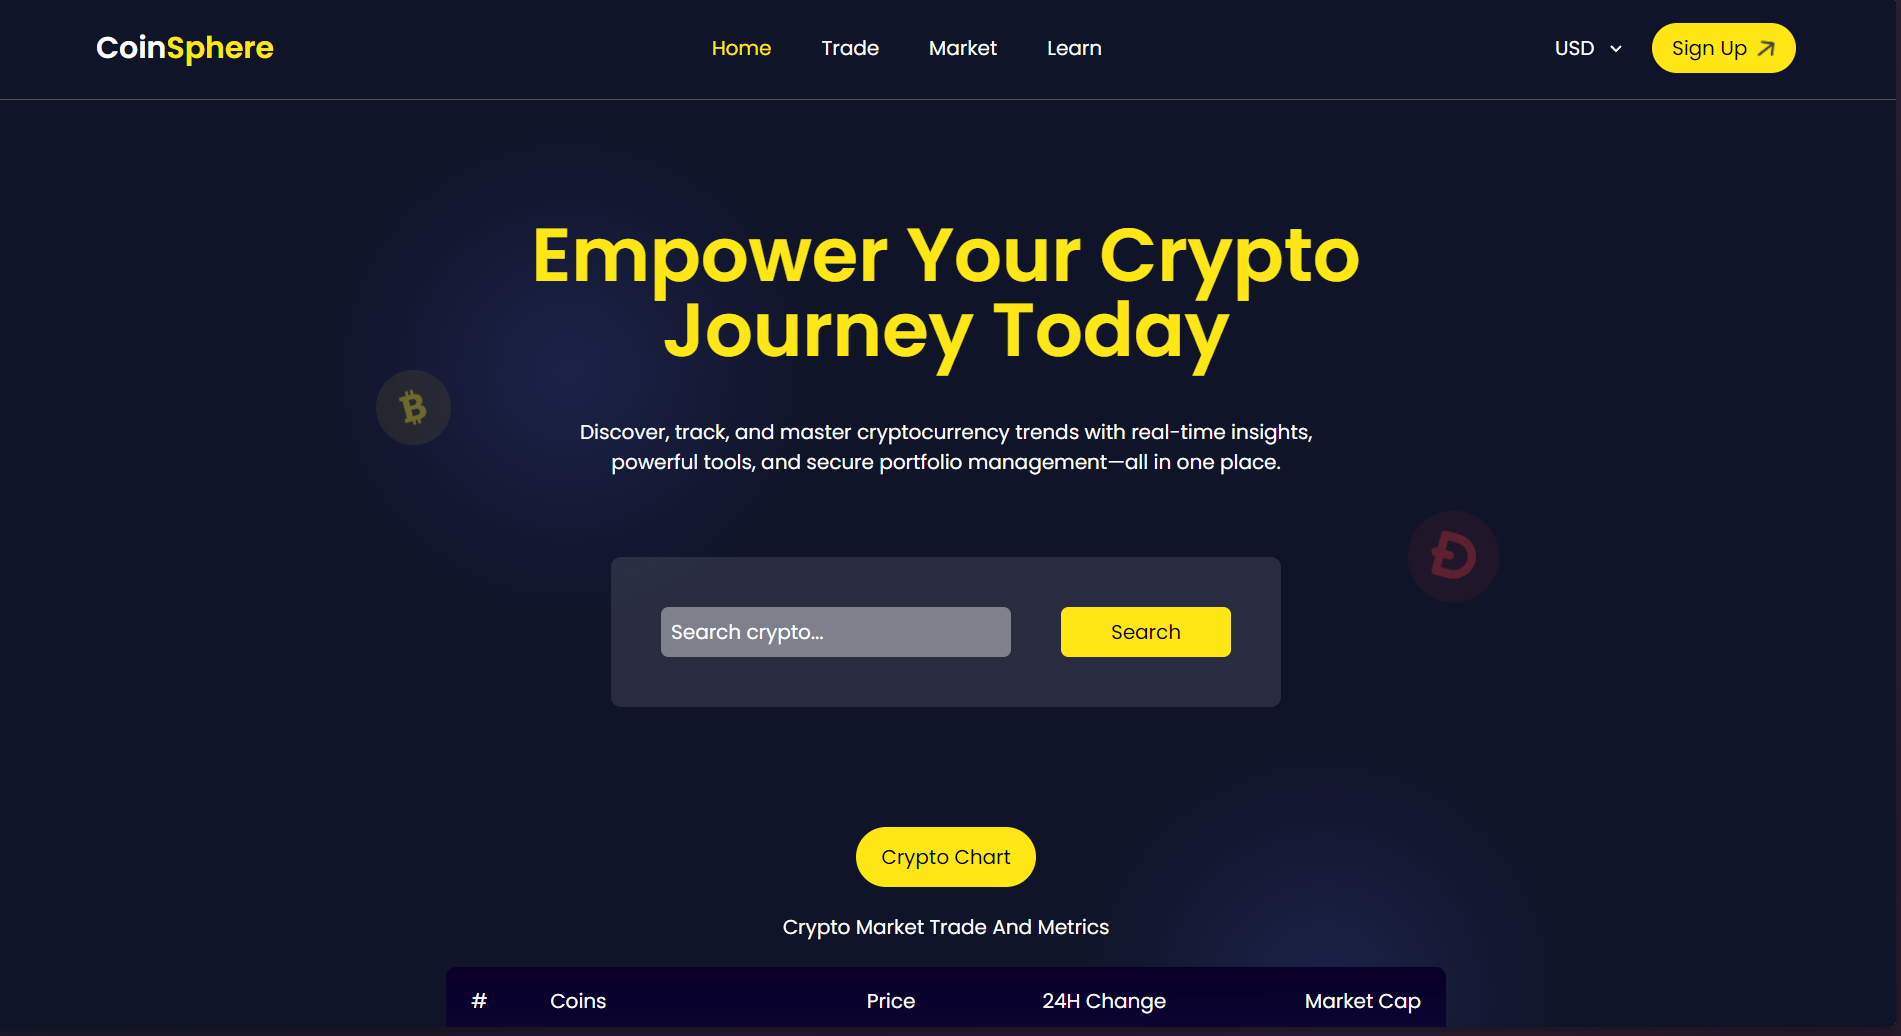 CoinSphere
Home Trade Market Learn
USD
Sign Up
Empower Your Crypto
Journey Today
Discover, track, and master cryptocurrency trends with real-time insights,
powerful tools, and secure portfolio management—all in one place.
Search crypto...
Search
Crypto Chart
Crypto Market Trade And Metrics
# Coins Price 24H Change Market Cap